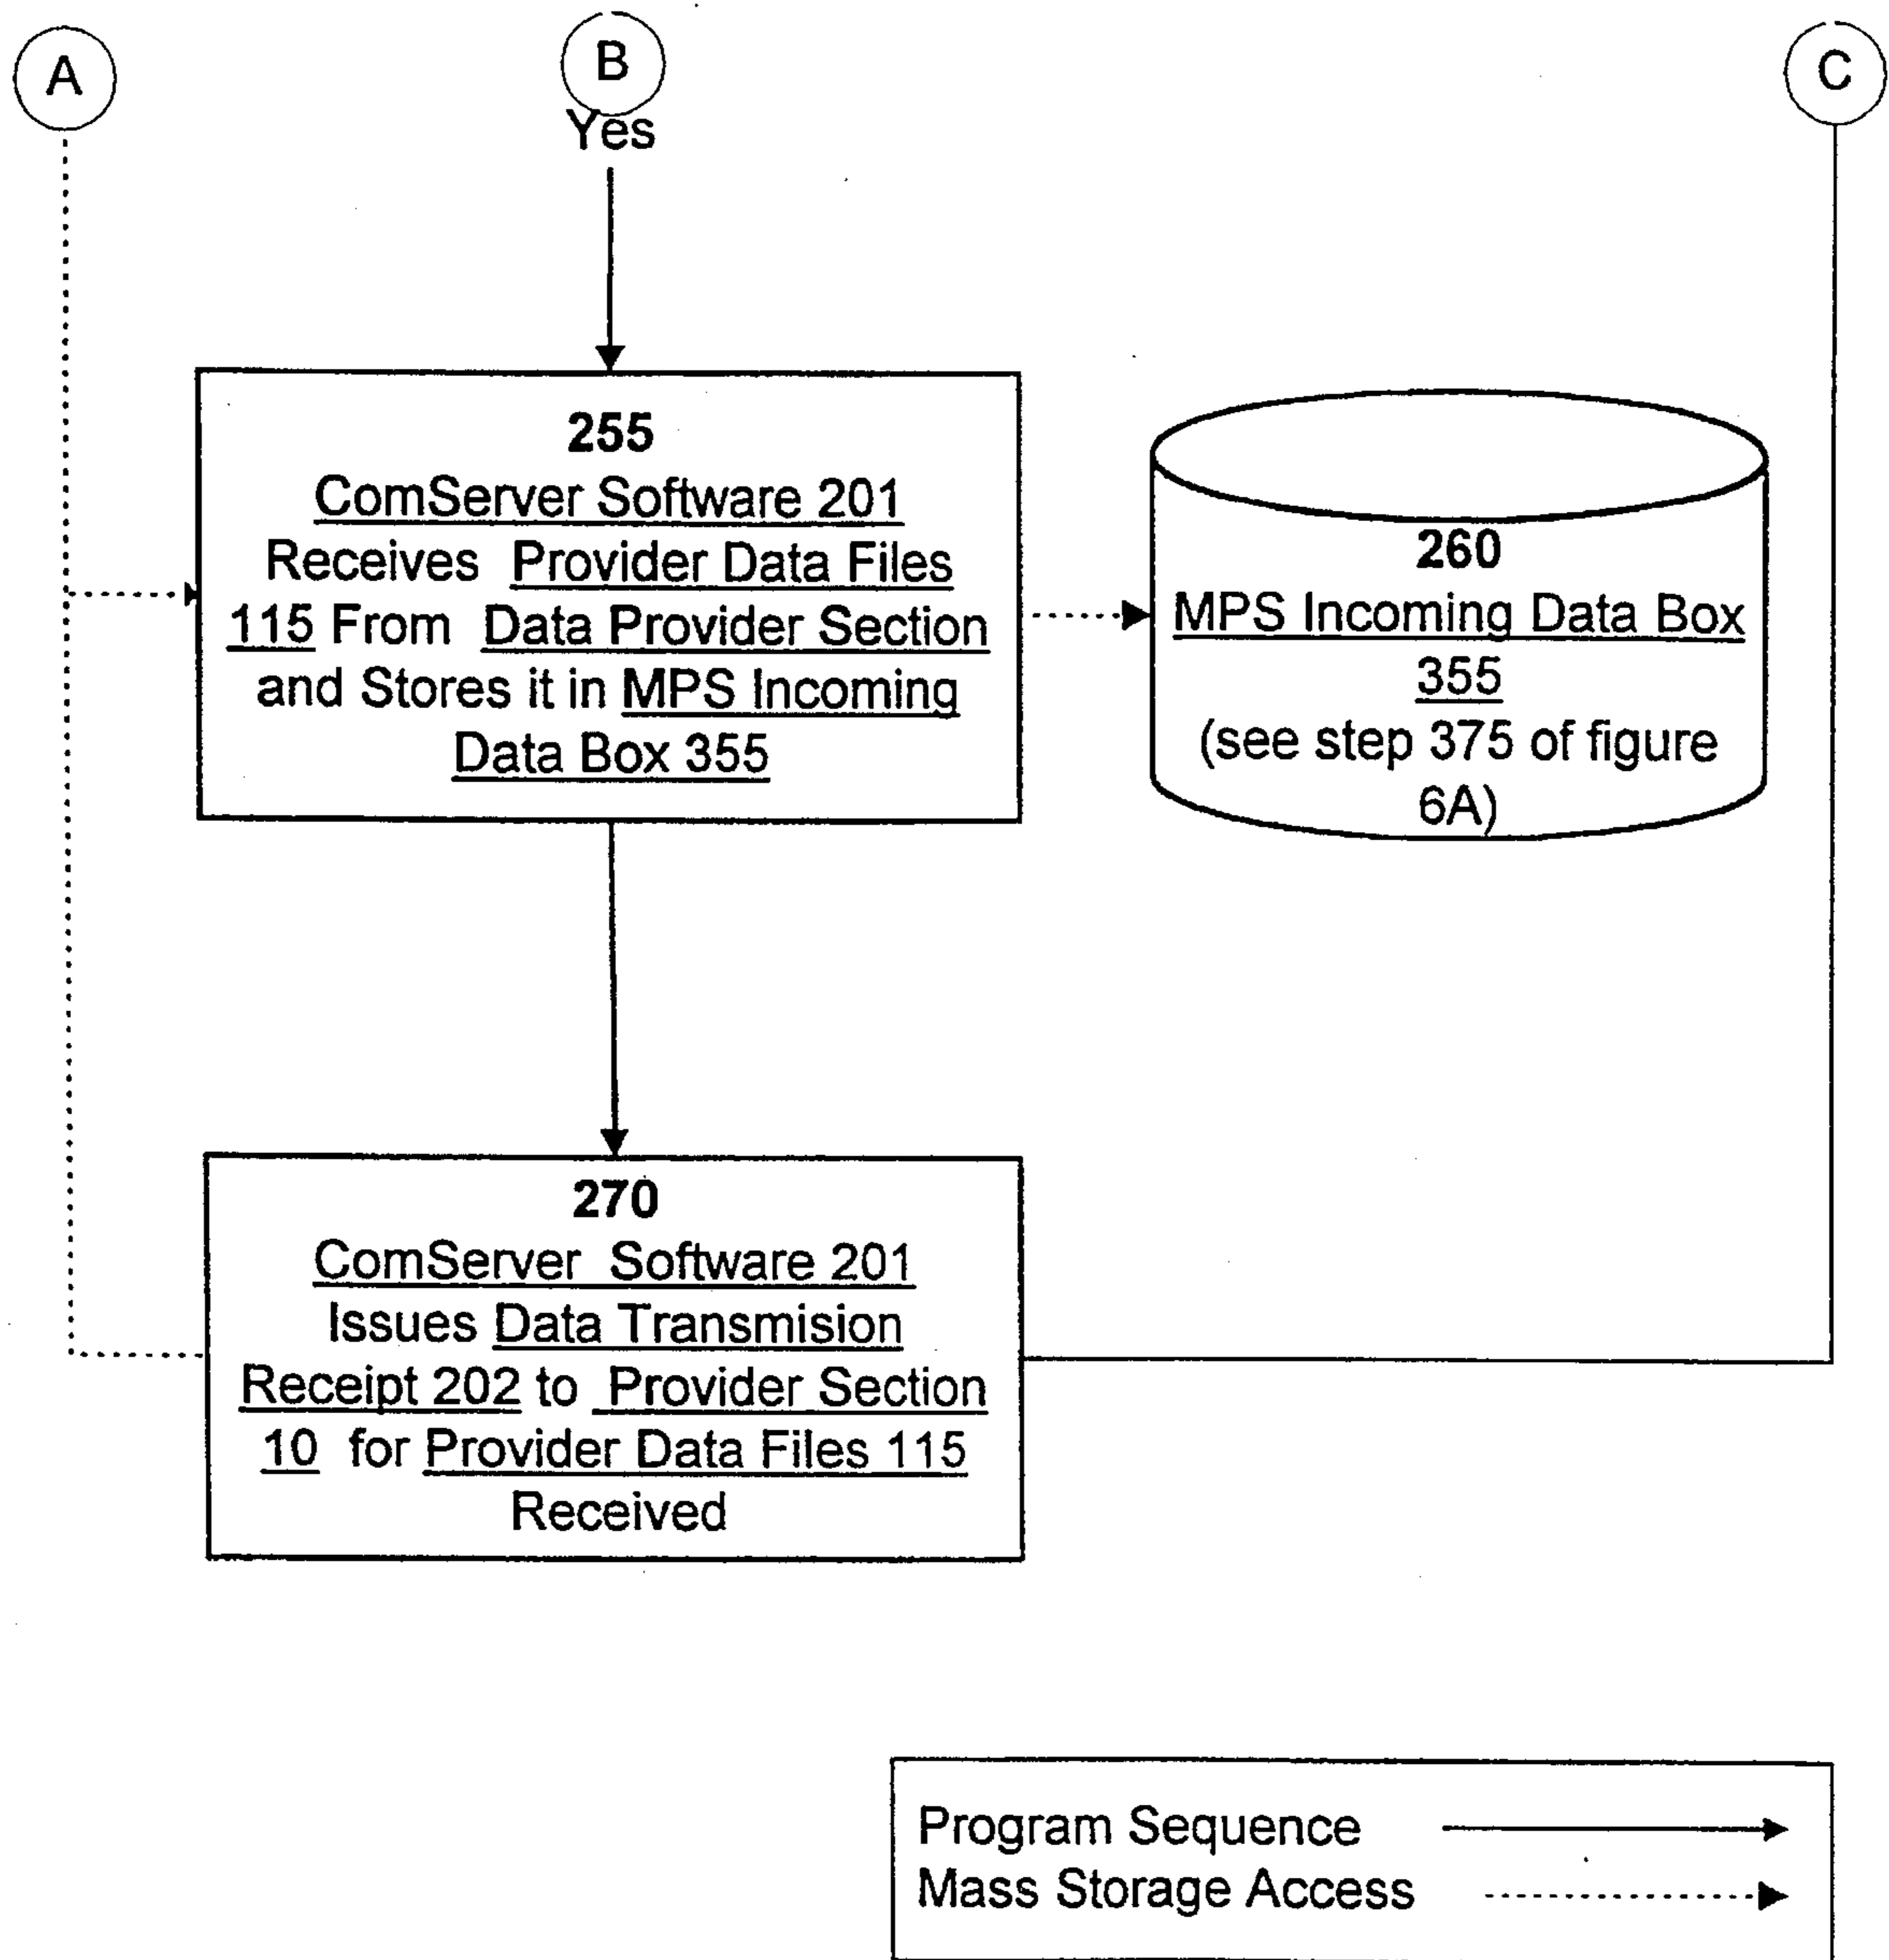 A
B
C
Yes
255
ComServer Software 201
Receives Provider Data Files
115 From Data Provider Section
and Stores it in MPS Incoming
Data Box 355
260
MPS Incoming Data Box
355
(see step 375 of figure
6A)
270
ComServer Software 201
Issues Data Transmision
Receipt 202 to Provider Section
10 for Provider Data Files 115
Received
Program Sequence
Mass Storage Access